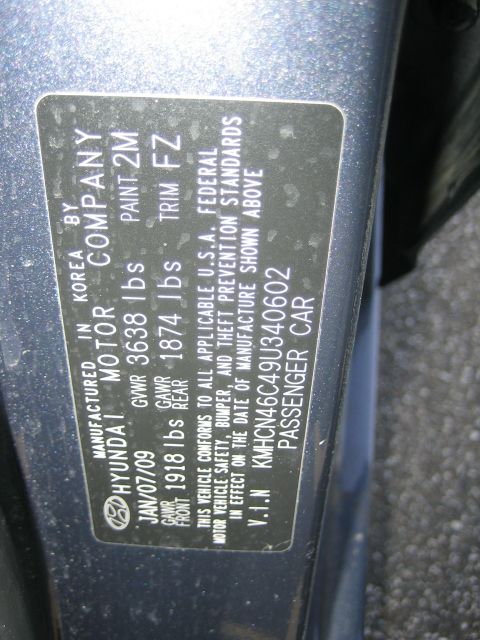 MANUFACTURED IN KOREA BY
HYUNDAI MOTOR COMPANY
JAN/07/09 GVWR 3638 lbs PAINT 2M
GAWR FRONT 1918 lbs GAWR REAR 1874 lbs TRIM FZ
THIS VEHICLE CONFORMS TO ALL APPLICABLE U.S.A. FEDERAL
MOTOR VEHICLE SAFETY, BUMPER, AND THEFT PREVENTION STANDARDS
IN EFFECT ON THE DATE OF MANUFACTURE SHOWN ABOVE
V.I.N KMHCN46C49U340602
PASSENGER CAR